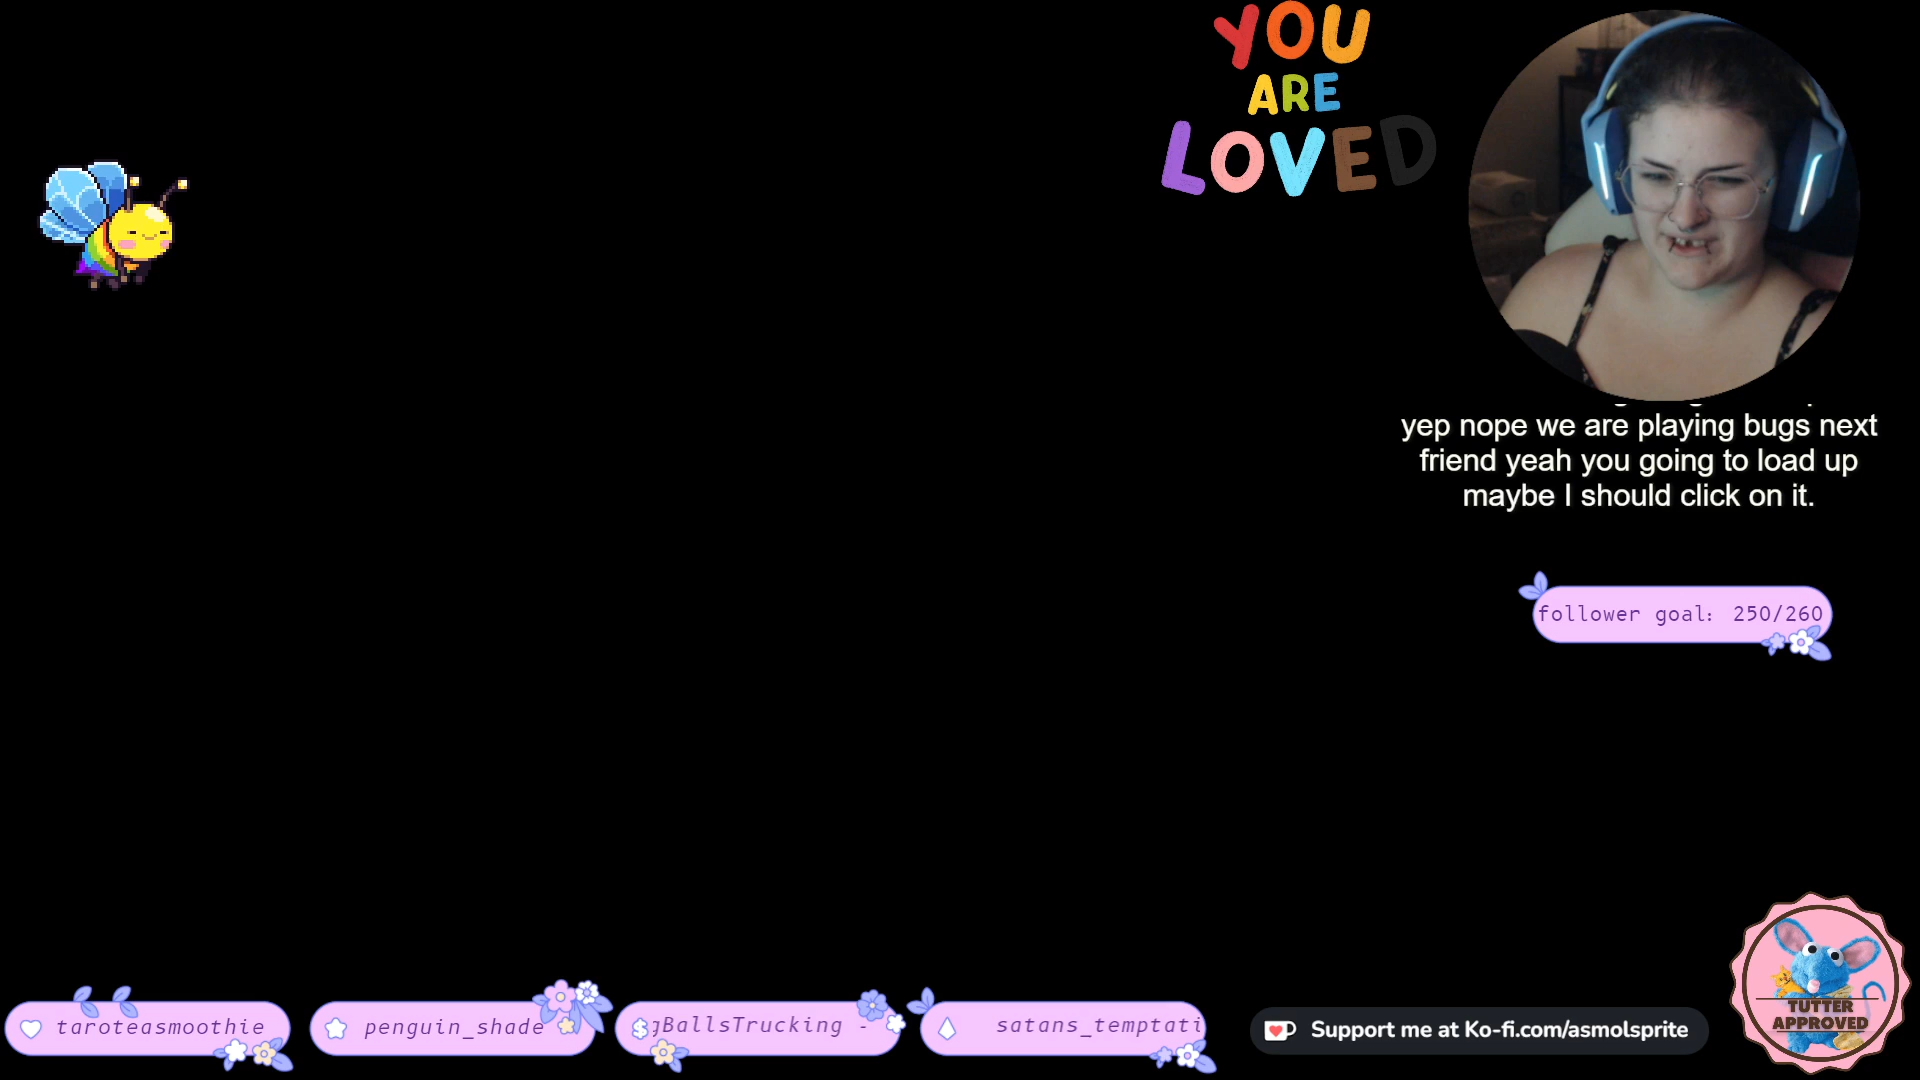 YOU
ARE
LOVED
yep nope we are playing bugs next
friend yeah you going to load up
maybe I should click on it.
follower goal: 250/260
taroteasmoothie
penguin_shade
gBallsTrucking -
satans_temptati
Support me at Ko-fi.com/asmolsprite
TUTTER
APPROVED